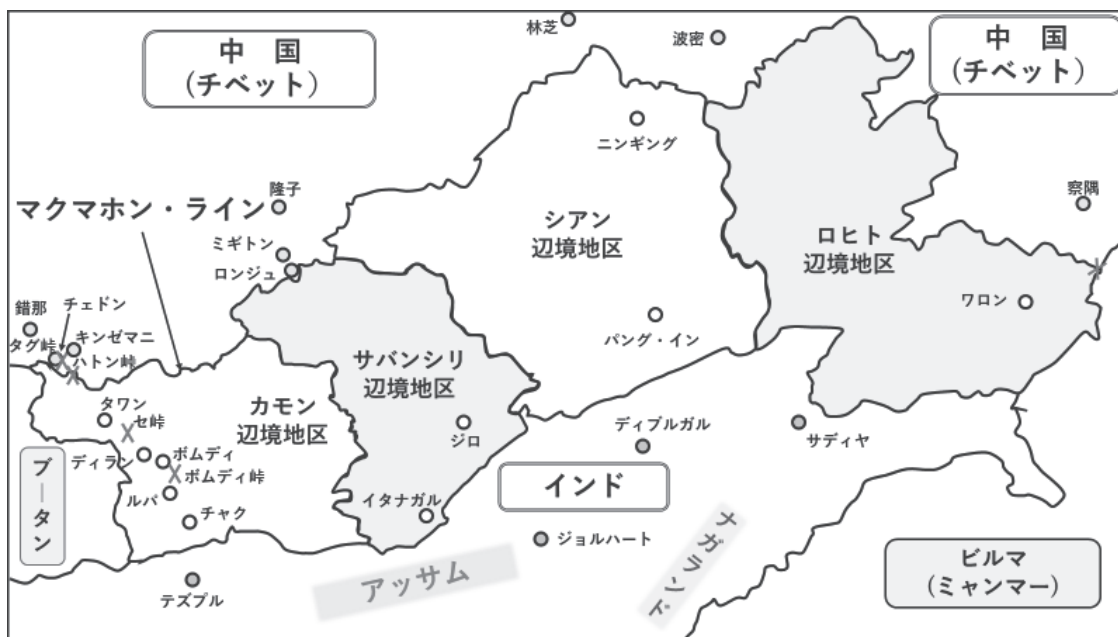 中 国
(チベット)
林芝
波密
中 国
(チベット)
ニンギング
隆子
マクマホン・ライン
シアン
辺境地区
察隅
ロヒト
辺境地区
ミギトン
ロンジュ
ワロン
錯那
チェドン
キンゼマニ
タグ峠
ハトン峠
パング・イン
サバンシリ
辺境地区
タワン
セ峠
カモン
辺境地区
ジロ
ディブルガル
サディヤ
ディラン
ボムディ
ボムディ峠
ブータン
ルパ
チャク
イタナガル
インド
ジョルハート
ナガランド
アッサム
テズプル
ビルマ
(ミャンマー)